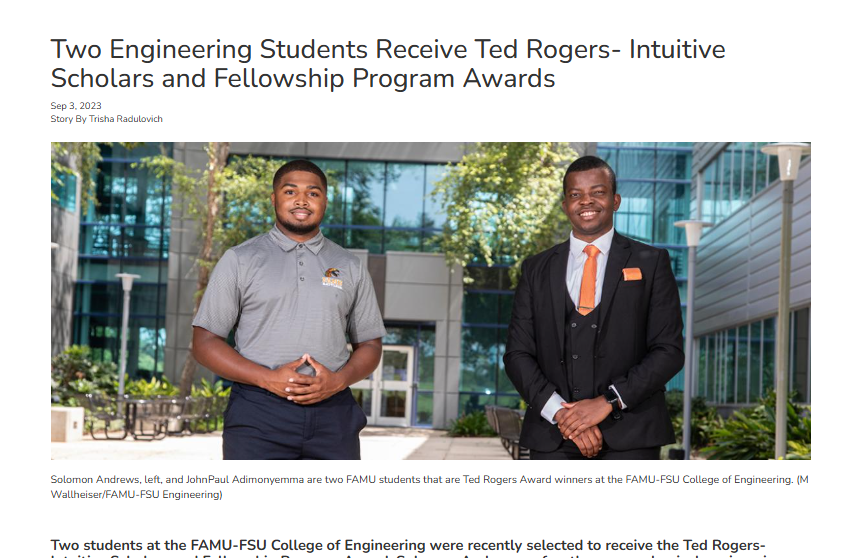 Two Engineering Students Receive Ted Rogers- Intuitive
Scholars and Fellowship Program Awards
Sep 3, 2023
Story By Trisha Radulovich
Solomon Andrews, left, and JohnPaul Adimonyemma are two FAMU students that are Ted Rogers Award winners at the FAMU-FSU College of Engineering. (M
Wallheiser/FAMU-FSU Engineering)
Two students at the FAMU-FSU College of Engineering were recently selected to receive the Ted Rogers-